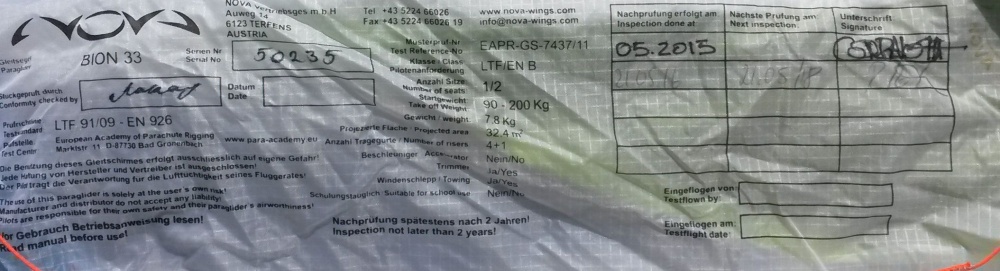 NOVA
NOVA Vertriebsges.m.b.H
Auweg 14
6123 TERFENS
AUSTRIA
Tel +43 5224 66026
Fax +43 5224 66026 19
www.nova-wings.com
info@nova-wings.com
Gleitsegel
Paraglider
BION 33
Serien Nr
Serial No
50235
Stückgeprüft durch
Conformity checked by
Datum
Date
Prüfnorm
Teststandard
LTF 91/09 - EN 926
Prüfstelle
Test Center
European Academy of Parachute Rigging
Marktstr 11 D-87730 Bad Grönenbach
www.para-academy.eu
Musterprüf-Nr.
Test Reference-No
EAPR-GS-7437/11
Klasse / Class
Pilotenanforderung
LTF/EN B
Anzahl Sitze
Number of seats
1/2
Startgewicht
Take off Weight
90 - 200 Kg
Gewicht / weight
7.8 Kg
Projezierte Fläche / Projected area
32.4 m²
Anzahl Tragegurte / Number of risers
4+1
Beschleuniger Accelerator
Nein/No
Trimmer
Ja/Yes
Windenschlepp / Towing
Ja/Yes
Schulungstauglich: Suitable for school use
Nein/No
Die Benützung dieses Gleitschirmes erfolgt ausschliesslich auf eigene Gefahr!
Jede Haftung von Hersteller und Vertreiber ist ausgeschlossen!
Der Pilot trägt die Verantwortung für die Lufttüchtigkeit seines Fluggerätes!
The use of this paraglider is solely at the user's own risk!
Manufacturer and distributor do not accept any liability!
Pilots are responsible for their own safety and their paraglider's airworthiness!
Vor Gebrauch Betriebsanweisung lesen!
Read manual before use!
Nachprüfung spätestens nach 2 Jahren!
Inspection not later than 2 years!
Nachprüfung erfolgt am
Inspection done at
Nächste Prüfung am
Next inspection
Unterschrift
Signature
05.2015
Eingeflogen von
Testflown by:
Eingeflogen am:
Testflight date: